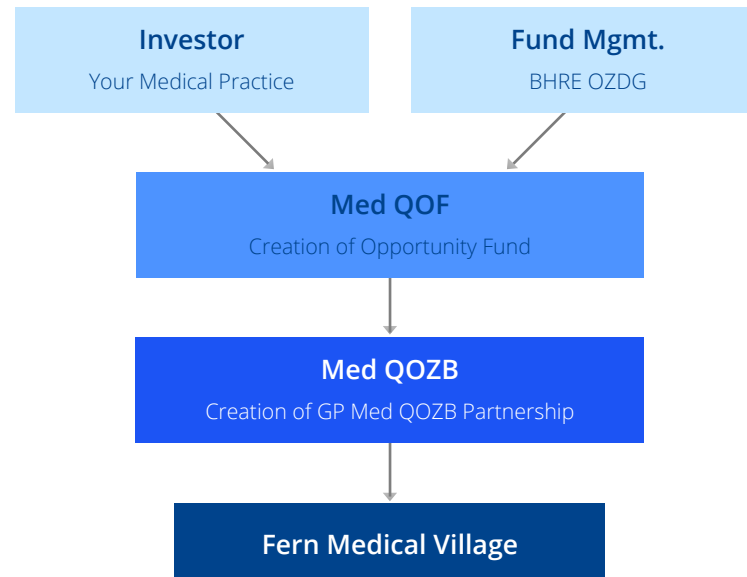 Investor
Your Medical Practice
Fund Mgmt.
BHRE OZDG
Med QOF
Creation of Opportunity Fund
Med QOZB
Creation of GP Med QOZB Partnership
Fern Medical Village